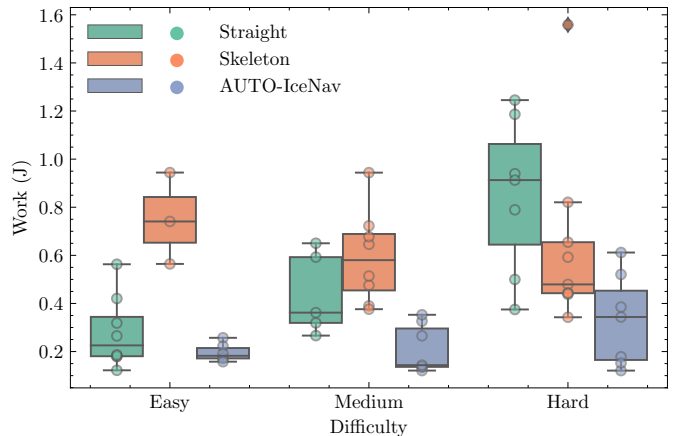 1.6
1.4
1.2
1.0
0.8
0.6
0.4
0.2
Work (J)
Straight
Skeleton
AUTO-IceNav
Easy
Medium
Hard
Difficulty